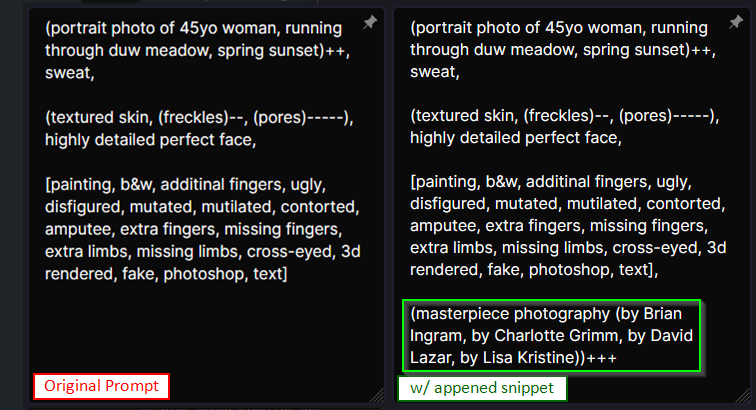 (portrait photo of 45yo woman, running
through duw meadow, spring sunset)++,
sweat,
(textured skin, (freckles)--, (pores)-----),
highly detailed perfect face,
[painting, b&w, additinal fingers, ugly,
disfigured, mutated, mutilated, contorted,
amputee, extra fingers, missing fingers,
extra limbs, missing limbs, cross-eyed, 3d
rendered, fake, photoshop, text]
Original Prompt
(portrait photo of 45yo woman, running
through duw meadow, spring sunset)++,
sweat,
(textured skin, (freckles)--, (pores)-----),
highly detailed perfect face,
[painting, b&w, additinal fingers, ugly,
disfigured, mutated, mutilated, contorted,
amputee, extra fingers, missing fingers,
extra limbs, missing limbs, cross-eyed, 3d
rendered, fake, photoshop, text],
(masterpiece photography (by Brian
Ingram, by Charlotte Grimm, by David
Lazar, by Lisa Kristine))+++
w/ appened snippet